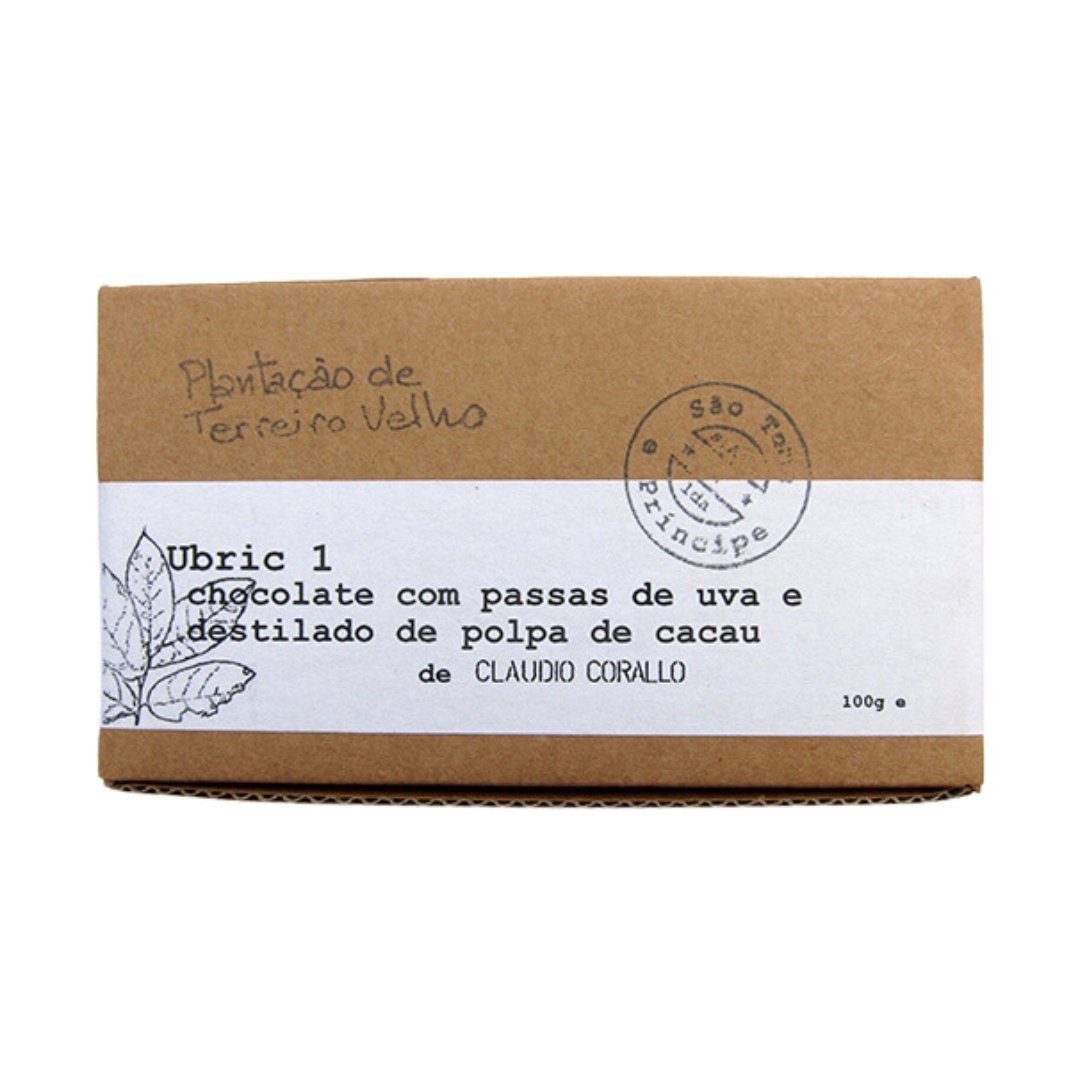 Plantação de
Terreiro Velho
São Tomé
e Príncipe
lda
Ubric 1
chocolate com passas de uva e
destilado de polpa de cacau
de CLAUDIO CORALLO
100g e